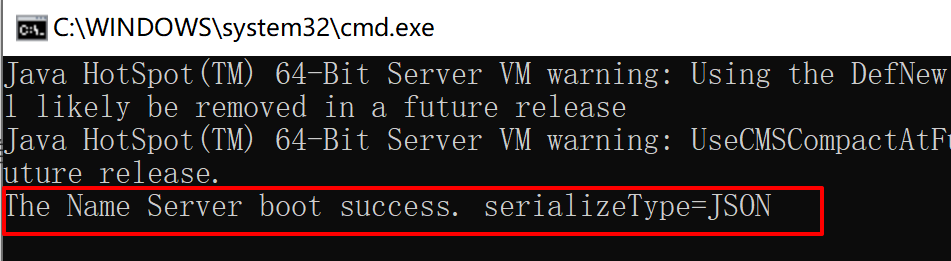 C:\WINDOWS\system32\cmd.exe
Java HotSpot(TM) 64-Bit Server VM warning: Using the DefNew
l likely be removed in a future release
Java HotSpot(TM) 64-Bit Server VM warning: UseCMSCompactAtFu
uture release.
The Name Server boot success. serializeType=JSON